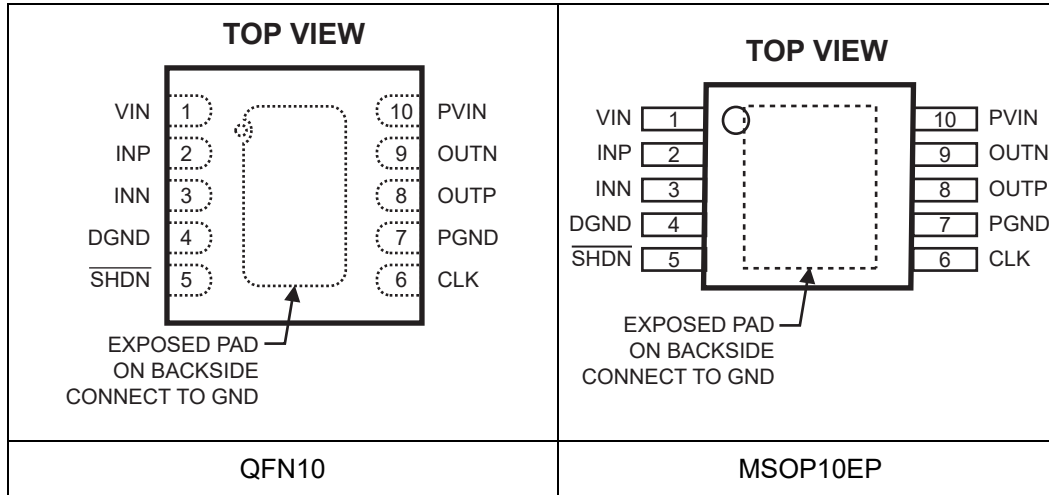 TOP VIEW
VIN 1
INP 2
INN 3
DGND 4
SHDN 5
10 PVIN
9 OUTN
8 OUTP
7 PGND
6 CLK
EXPOSED PAD
ON BACKSIDE
CONNECT TO GND
QFN10
TOP VIEW
VIN 1
INP 2
INN 3
DGND 4
SHDN 5
10 PVIN
9 OUTN
8 OUTP
7 PGND
6 CLK
EXPOSED PAD
ON BACKSIDE
CONNECT TO GND
MSOP10EP